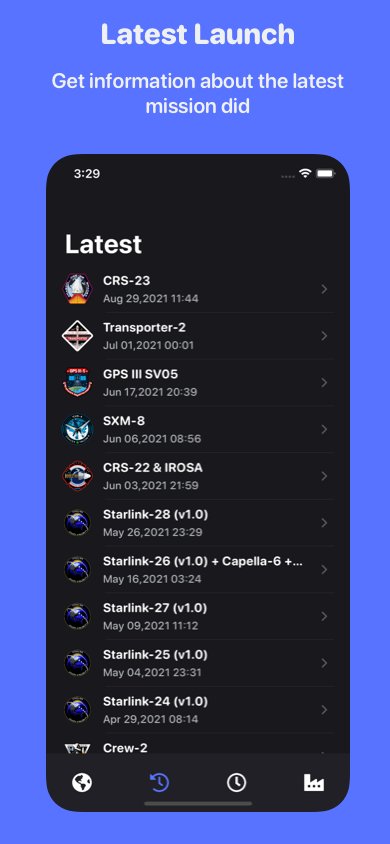 Latest Launch
Get information about the latest
mission did
3:29
Latest
CRS-23
Aug 29,2021 11:44
Transporter-2
Jul 01,2021 00:01
GPS III SV05
Jun 17,2021 20:39
SXM-8
Jun 06,2021 08:56
CRS-22 & IROSA
Jun 03,2021 21:59
Starlink-28 (v1.0)
May 26,2021 23:29
Starlink-26 (v1.0) + Capella-6 +...
May 16,2021 03:24
Starlink-27 (v1.0)
May 09,2021 11:12
Starlink-25 (v1.0)
May 04,2021 23:31
Starlink-24 (v1.0)
Apr 29,2021 08:14
Crew-2